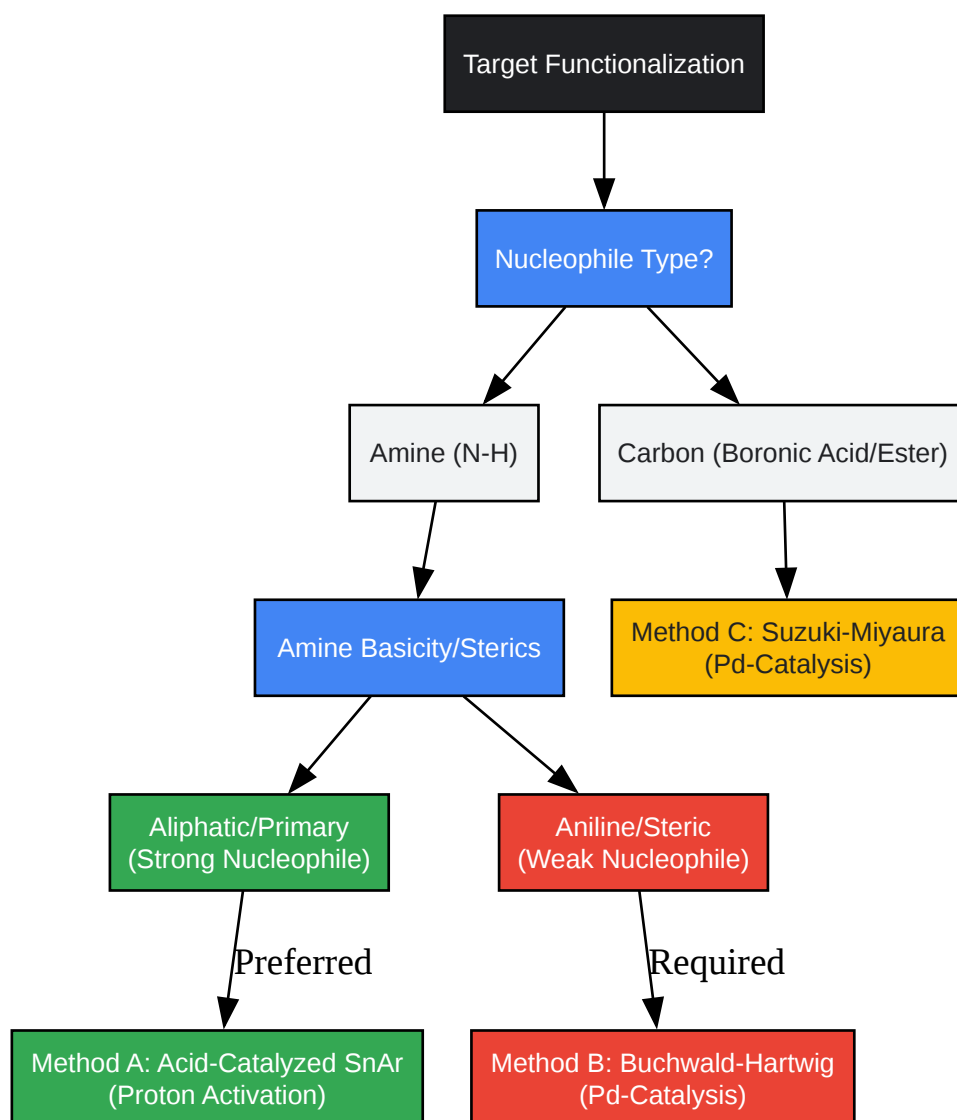 Target Functionalization
Nucleophile Type?
Amine (N-H)
Carbon (Boronic Acid/Ester)
Amine Basicity/Sterics
Method C: Suzuki-Miyaura
(Pd-Catalysis)
Aliphatic/Primary
(Strong Nucleophile)
Aniline/Steric
(Weak Nucleophile)
Preferred
Required
Method A: Acid-Catalyzed SnAr
(Proton Activation)
Method B: Buchwald-Hartwig
(Pd-Catalysis)